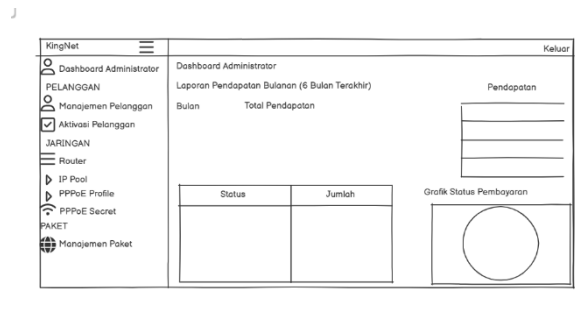 KingNet
Keluar
Dashboard Administrator
PELANGGAN
Manajemen Pelanggan
Aktivasi Pelanggan
JARINGAN
Router
IP Pool
PPPoE Profile
PPPoE Secret
PAKET
Manajemen Paket
Dashboard Administrator
Laporan Pendapatan Bulanan (6 Bulan Terakhir)
Bulan Total Pendapatan
Pendapatan
Status Jumlah
Grafik Status Pembayaran